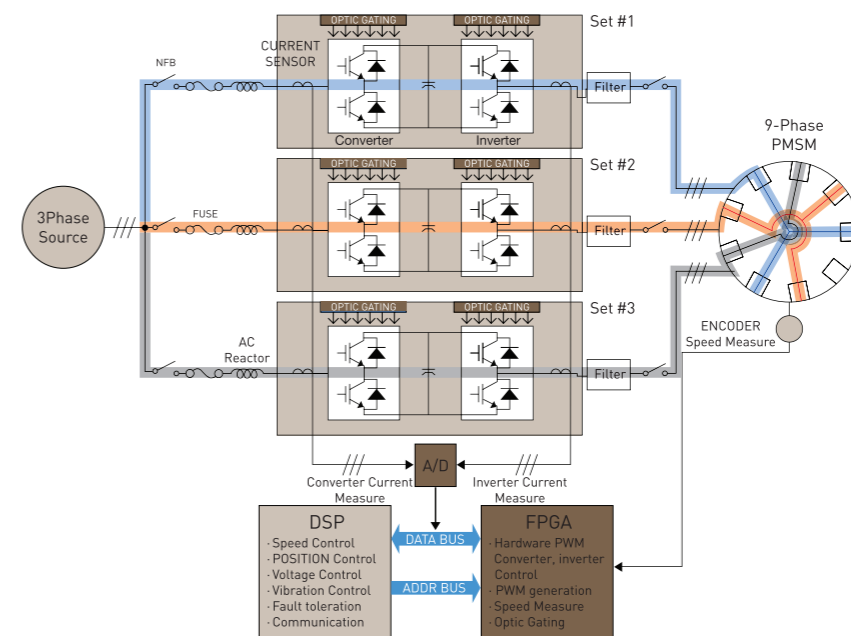 OPTIC GATING
OPTIC GATING
Set #1
NFB
CURRENT
SENSOR
Filter
Converter
Inverter
9-Phase
PMSM
OPTIC GATING
OPTIC GATING
Set #2
3Phase
Source
FUSE
Filter
OPTIC GATING
OPTIC GATING
Set #3
ENCODER
Speed Measure
AC
Reactor
Filter
A/D
Converter Current
Measure
Inverter Current
Measure
DSP
· Speed Control
· POSITION Control
· Voltage Control
· Vibration Control
· Fault toleration
· Communication
DATA BUS
ADDR BUS
FPGA
· Hardware PWM
Converter, inverter
Control
· PWM generation
· Speed Measure
· Optic Gating